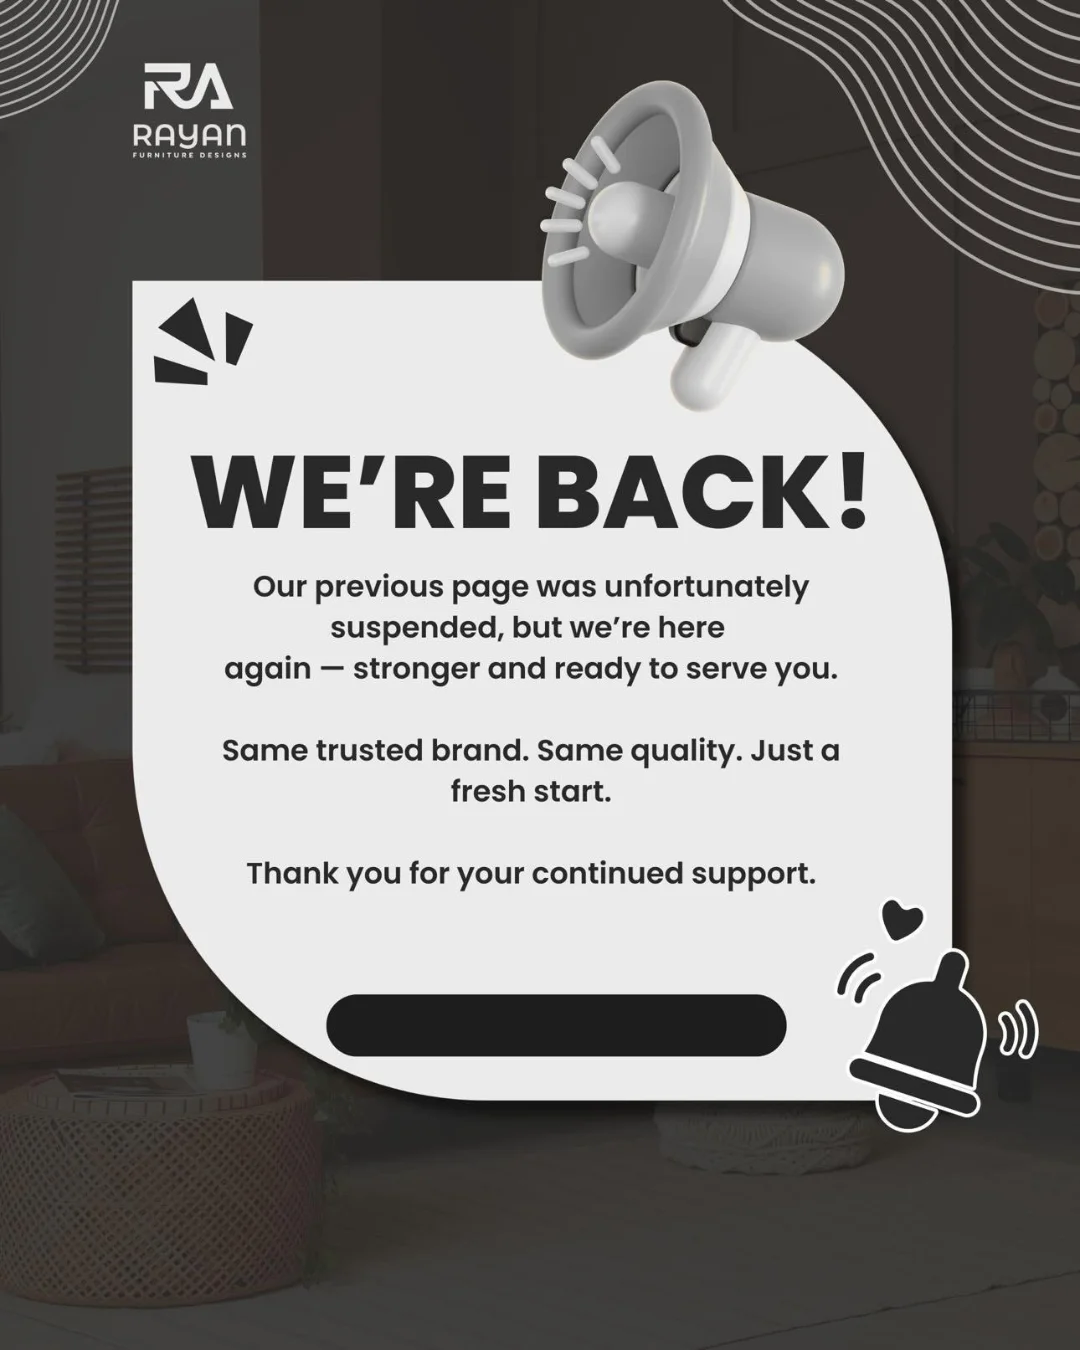 RA
RAYAN
FURNITURE DESIGNS
WE’RE BACK!
Our previous page was unfortunately
suspended, but we’re here
again — stronger and ready to serve you.
Same trusted brand. Same quality. Just a
fresh start.
Thank you for your continued support.